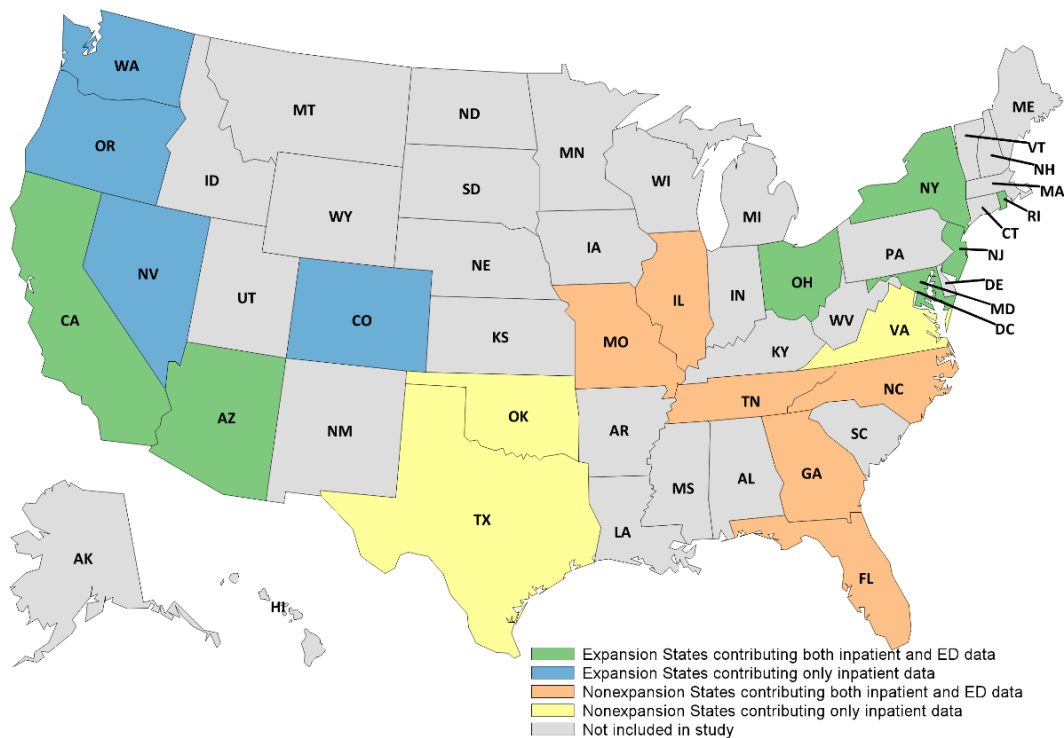 WA
MT
ND
ME
MN
OR
VT
ID
SD
WI
NH
NY
MA
WY
MI
RI
CT
IA
PA
NJ
NE
NV
OH
IN
DE
UT
IL
MD
CA
CO
WV
DC
VA
KS
MO
KY
NC
TN
AZ
OK
NM
AR
SC
GA
AL
MS
TX
LA
AK
FL
HI
Expansion States contributing both inpatient and ED data
Expansion States contributing only inpatient data
Nonexpansion States contributing both inpatient and ED data
Nonexpansion States contributing only inpatient data
Not included in study